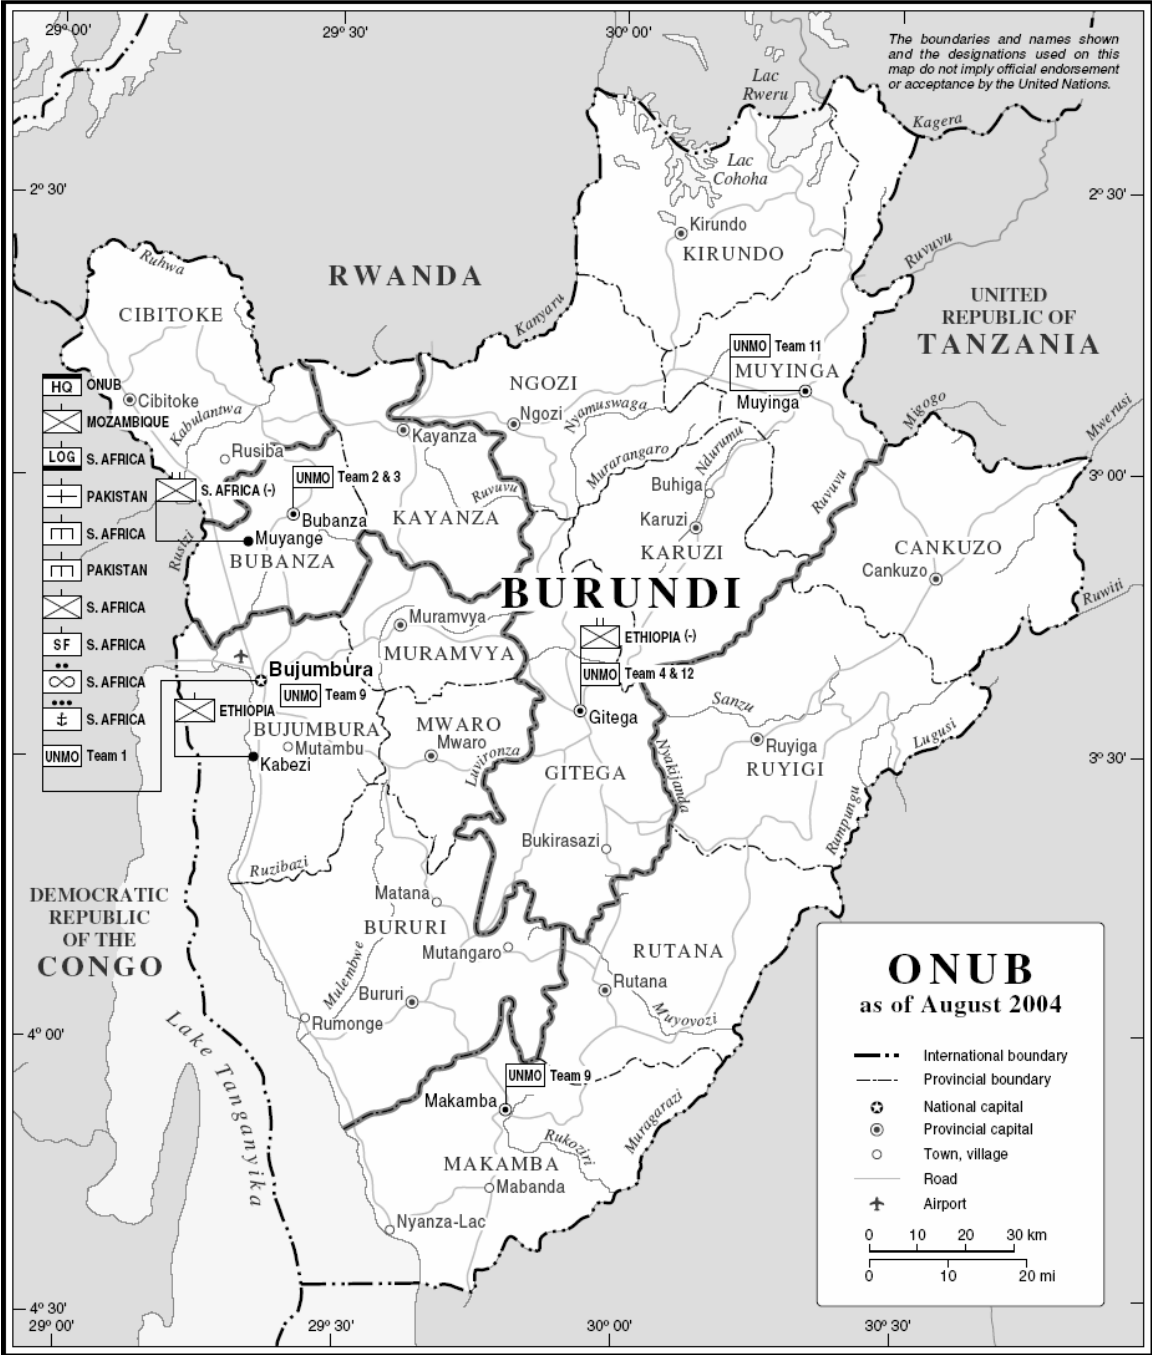 29° 00'
29° 30'
30° 00'
The boundaries and names shown
and the designations used on this
map do not imply official endorsement
or acceptance by the United Nations.
Lac
Rweru
Kagera
Lac
Cohoha
2° 30'
2° 30'
Kirundo
KIRUNDO
Ruvuvu
Ruhwa
RWANDA
UNITED
REPUBLIC OF
TANZANIA
CIBITOKE
Kanyaru
UNMO Team 11
MUYINGA
Muyinga
NGOZI
Ngozi
Nyamuswaga
Migogo
Mwerusi
HQ ONUB
MOZAMBIQUE
LOG S. AFRICA
PAKISTAN
S. AFRICA
PAKISTAN
S. AFRICA
SF S. AFRICA
S. AFRICA
S. AFRICA
UNMO Team 1
Cibitoke
Kabulantwa
Rusiba
Kayanza
Murarangaro
Ndurumu
UNMO Team 2 & 3
S. AFRICA (-)
Buhiga
Ruvuvu
Ruvuvu
3° 00'
Bubanza
KAYANZA
Karuzi
KARUZI
Muyange
BUBANZA
Rusizi
CANKUZO
Cankuzo
BURUNDI
Ruwiti
Muramvya
MURAMVYA
ETHIOPIA (-)
Bujumbura
UNMO Team 9
UNMO Team 4 & 12
Gitega
ETHIOPIA
BUJUMBURA
Mutambu
Kabezi
MWARO
Mwaro
Luvironza
Sanzu
Ruyiga
RUYIGI
Lugusi
3° 30'
Nyakijanda
GITEGA
Rumpungu
Bukirasazi
Ruzibazi
DEMOCRATIC
REPUBLIC
OF THE
CONGO
Matana
BURURI
Mutangaro
RUTANA
Rutana
Mulembwe
Bururi
Rumonge
Muyovozi
4° 00'
Lake Tanganyika
UNMO Team 9
Makamba
Rukoziri
Muragarazi
MAKAMBA
Mabanda
Nyanza-Lac
ONUB
as of August 2004
International boundary
Provincial boundary
National capital
Provincial capital
Town, village
Road
Airport
0 10 20 30 km
0 10 20 mi
4° 30'
29° 00'
29° 30'
30° 00'
30° 30'